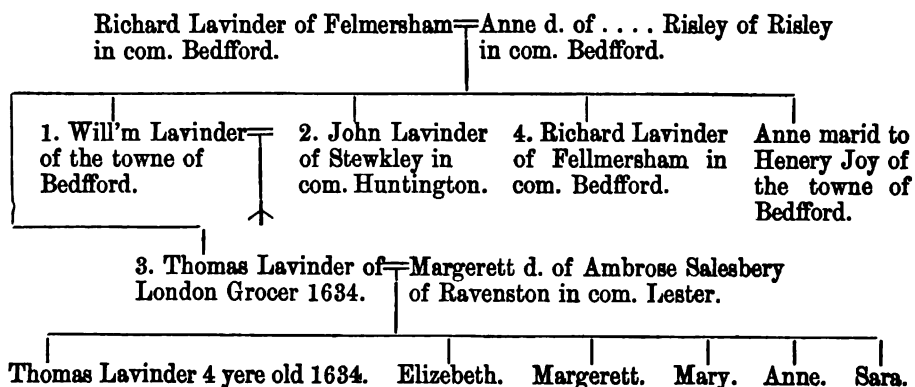 Richard Lavinder of Felmersham
in com. Bedfford.
Anne d. of .... Risley of Risley
in com. Bedfford.
1. Will'm Lavinder
of the towne of
Bedfford.
2. John Lavinder
of Stewkley in
com. Huntington.
4. Richard Lavinder
of Fellmersham in
com. Bedfford.
Anne marid to
Henery Joy of
the towne of
Bedfford.
3. Thomas Lavinder of
London Grocer 1634.
Margerett d. of Ambrose Salesbery
of Ravenston in com. Lester.
Thomas Lavinder 4 yere old 1634.
Elizebeth.
Margerett.
Mary.
Anne.
Sara.